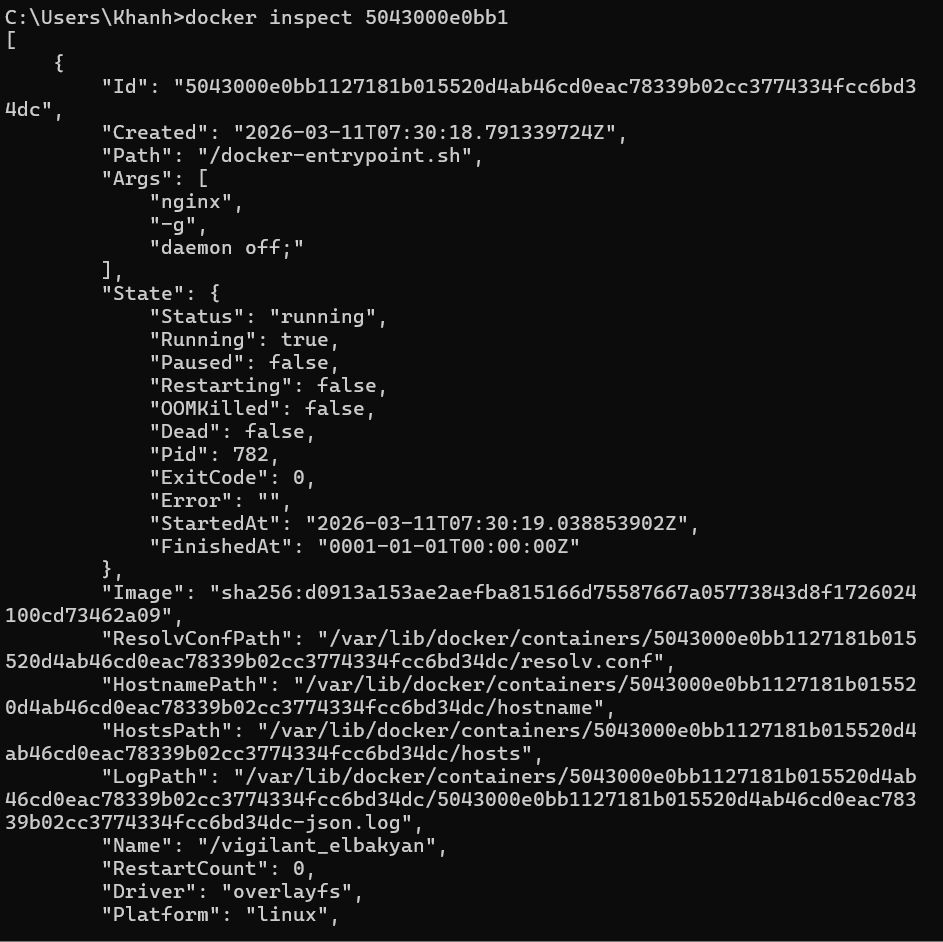 C:\Users\Khanh>docker inspect 5043000e0bb1
[
    {
        "Id": "5043000e0bb1127181b015520d4ab46cd0eac78339b02cc3774334fcc6bd3
4dc",
        "Created": "2026-03-11T07:30:18.791339724Z",
        "Path": "/docker-entrypoint.sh",
        "Args": [
            "nginx",
            "-g",
            "daemon off;"
        ],
        "State": {
            "Status": "running",
            "Running": true,
            "Paused": false,
            "Restarting": false,
            "OOMKilled": false,
            "Dead": false,
            "Pid": 782,
            "ExitCode": 0,
            "Error": "",
            "StartedAt": "2026-03-11T07:30:19.038853902Z",
            "FinishedAt": "0001-01-01T00:00:00Z"
        },
        "Image": "sha256:d0913a153ae2aefba815166d75587667a05773843d8f1726024
100cd73462a09",
        "ResolvConfPath": "/var/lib/docker/containers/5043000e0bb1127181b015
520d4ab46cd0eac78339b02cc3774334fcc6bd34dc/resolv.conf",
        "HostnamePath": "/var/lib/docker/containers/5043000e0bb1127181b01552
0d4ab46cd0eac78339b02cc3774334fcc6bd34dc/hostname",
        "HostsPath": "/var/lib/docker/containers/5043000e0bb1127181b015520d4
ab46cd0eac78339b02cc3774334fcc6bd34dc/hosts",
        "LogPath": "/var/lib/docker/containers/5043000e0bb1127181b015520d4ab
46cd0eac78339b02cc3774334fcc6bd34dc/5043000e0bb1127181b015520d4ab46cd0eac783
39b02cc3774334fcc6bd34dc-json.log",
        "Name": "/vigilant_elbakyan",
        "RestartCount": 0,
        "Driver": "overlayfs",
        "Platform": "linux",